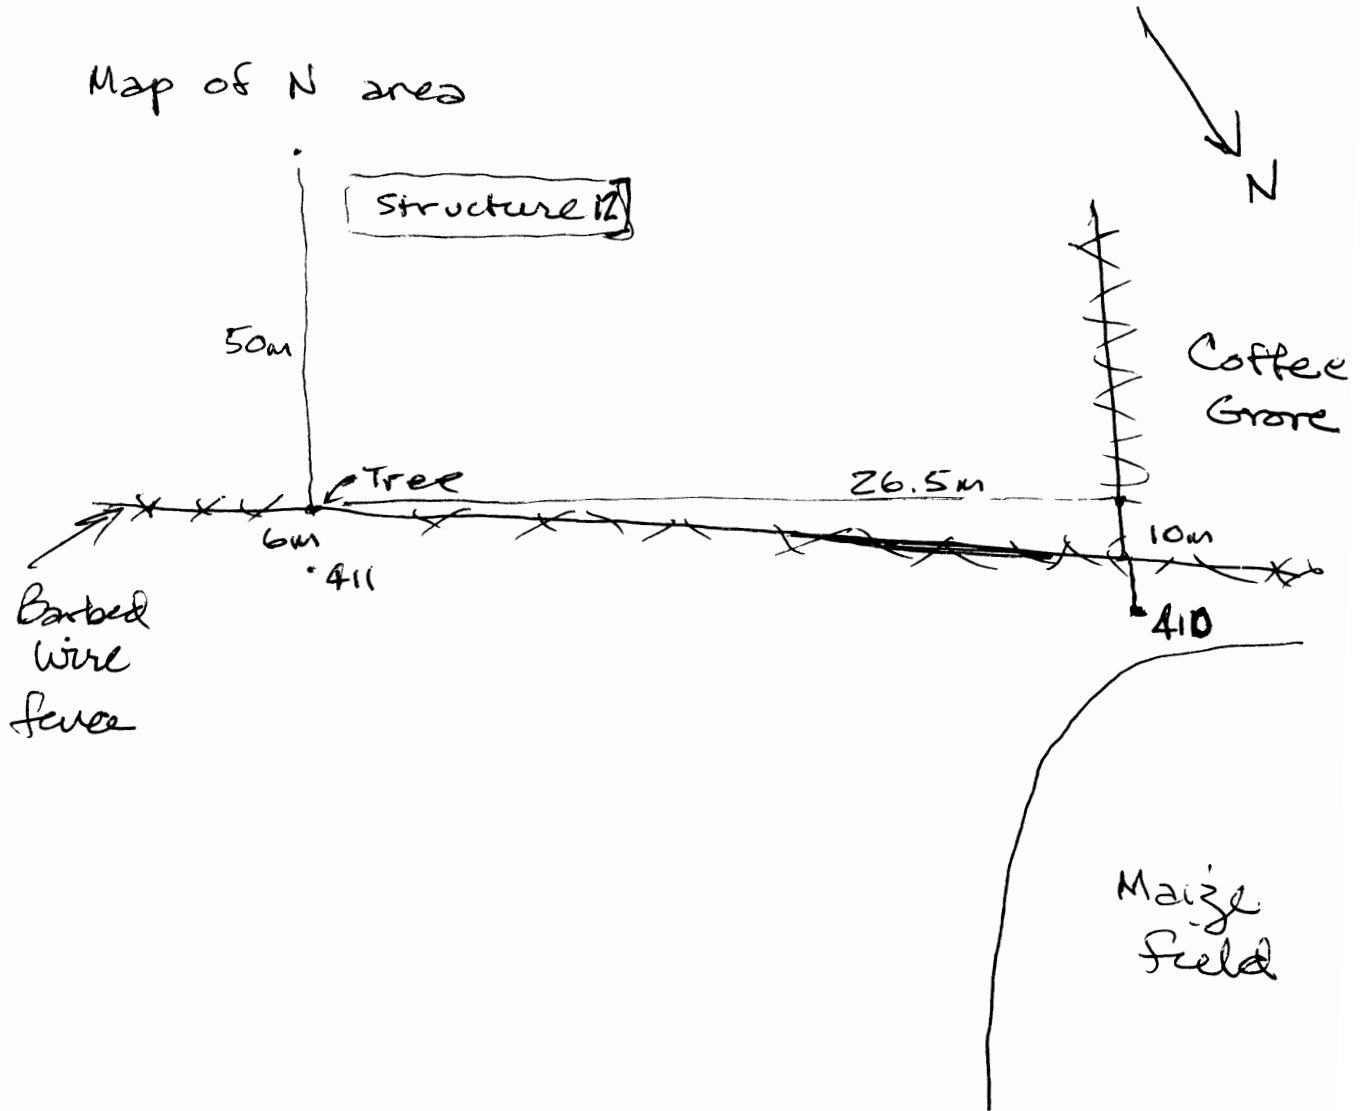 Map of N area
N
Structure 12
50m
Coffee
Grove
Tree
26.5m
6m
10m
411
410
Barbed
wire
fence
Maize
field